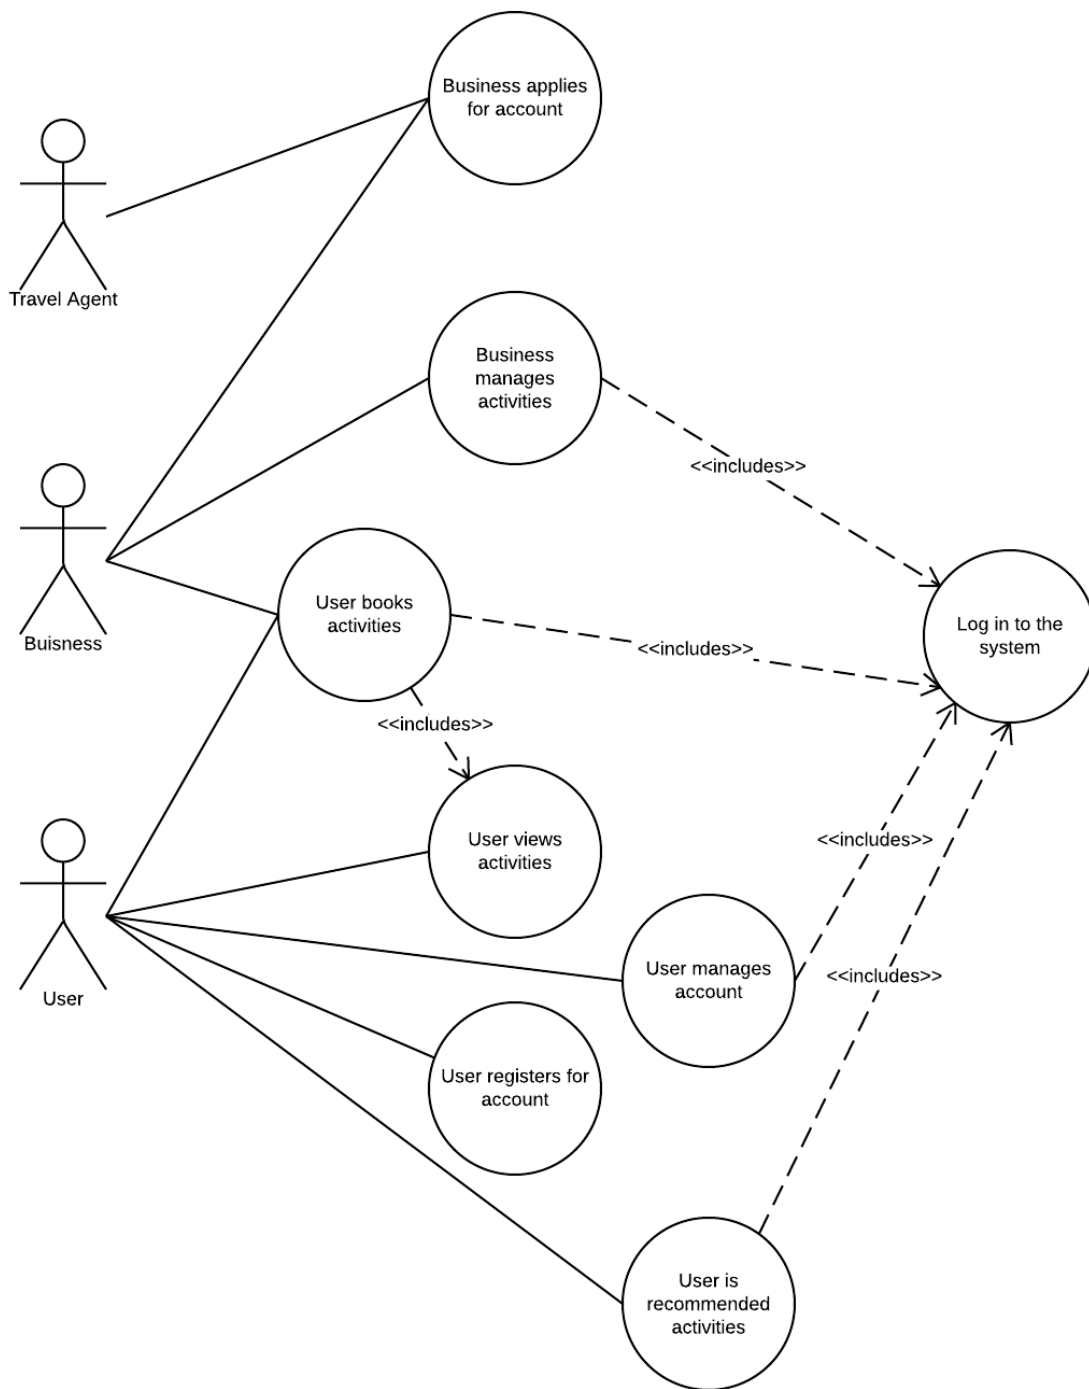 Business applies
for account
Travel Agent
Business
manages
activities
<<includes>>
Buisness
User books
activities
<<includes>>
Log in to the
system
<<includes>>
User views
activities
<<includes>>
User
User manages
account
<<includes>>
User registers for
account
User is
recommended
activities